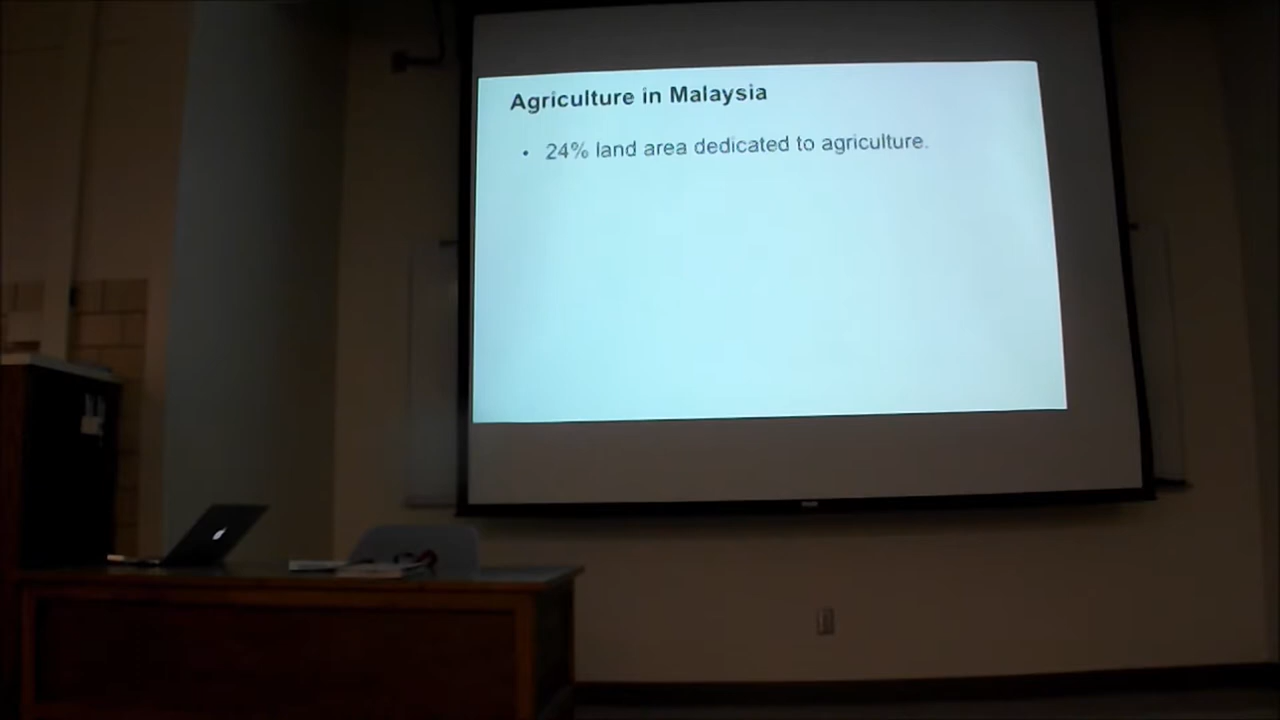 Agriculture in Malaysia
• 24% land area dedicated to agriculture.